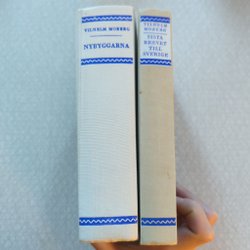 VILHELM MOBERG
NYBYGGARNA
VILHELM
MOBERG
SISTA
BREVET
TILL
SVERIGE